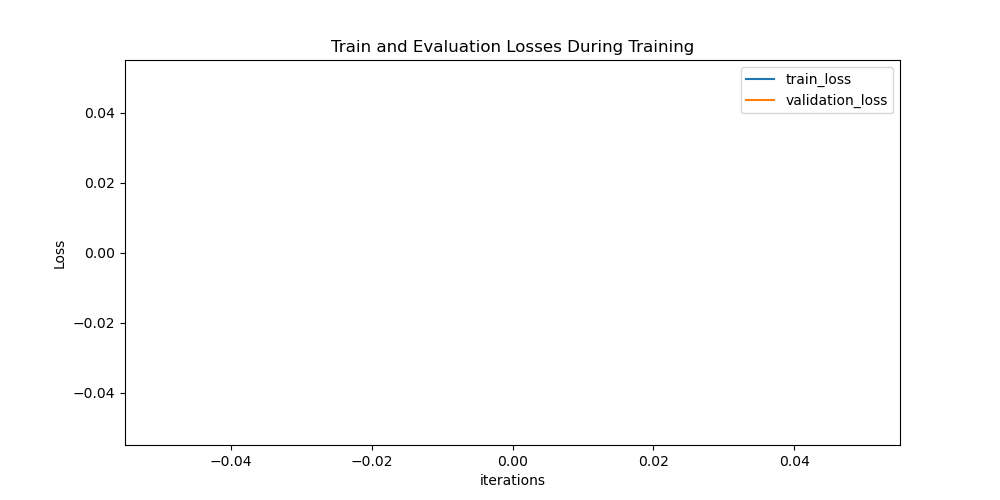 Train and Evaluation Losses During Training
train_loss
validation_loss
0.04
0.02
0.00
−0.02
−0.04
Loss
−0.04
−0.02
0.00
0.02
0.04
iterations